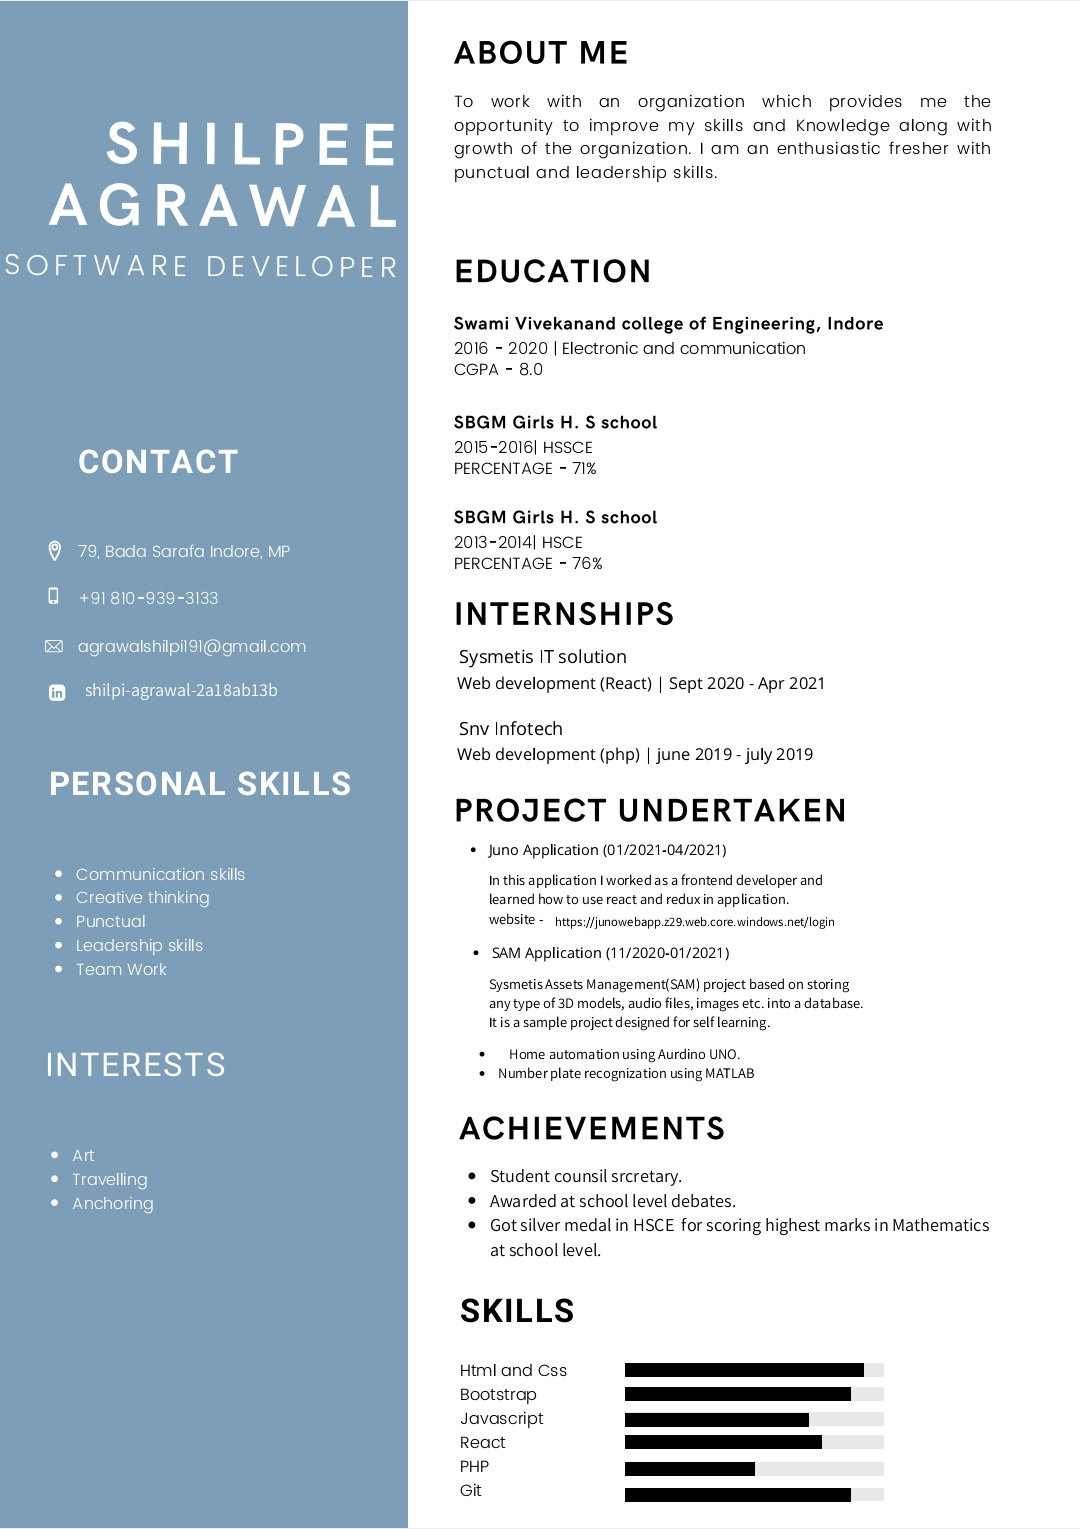 SHILPEE
AGRAWAL
SOFTWARE DEVELOPER
CONTACT
79, Bada Sarafa Indore, MP
+91 810-939-3133
agrawalshilpi191@gmail.com
in shilpi-agrawal-2a18ab13b
PERSONAL SKILLS
• Communication skills
• Creative thinking
• Punctual
• Leadership skills
• Team Work
INTERESTS
• Art
• Travelling
• Anchoring
ABOUT ME
To work with an organization which provides me the
opportunity to improve my skills and Knowledge along with
growth of the organization. I am an enthusiastic fresher with
punctual and leadership skills.
EDUCATION
Swami Vivekanand college of Engineering, Indore
2016 - 2020 | Electronic and communication
CGPA - 8.0
SBGM Girls H. S school
2015-2016| HSSCE
PERCENTAGE - 71%
SBGM Girls H. S school
2013-2014| HSCE
PERCENTAGE - 76%
INTERNSHIPS
Sysmetis IT solution
Web development (React) | Sept 2020 - Apr 2021
Snv Infotech
Web development (php) | june 2019 - july 2019
PROJECT UNDERTAKEN
• Juno Application (01/2021-04/2021)
In this application I worked as a frontend developer and
learned how to use react and redux in application.
website - https://junowebapp.z29.web.core.windows.net/login
• SAM Application (11/2020-01/2021)
Sysmetis Assets Management(SAM) project based on storing
any type of 3D models, audio files, images etc. into a database.
It is a sample project designed for self learning.
• Home automation using Aurdino UNO.
• Number plate recognization using MATLAB
ACHIEVEMENTS
• Student counsil srcretary.
• Awarded at school level debates.
• Got silver medal in HSCE for scoring highest marks in Mathematics
at school level.
SKILLS
Html and Css
Bootstrap
Javascript
React
PHP
Git